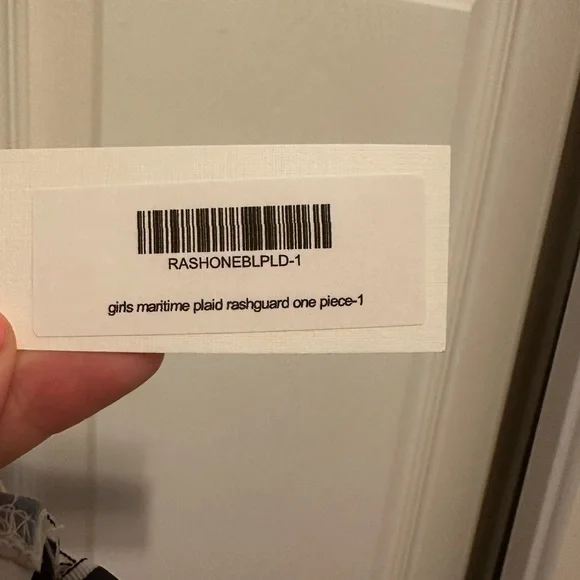 RASHONEBLPLD-1
girls maritime plaid rashguard one piece-1